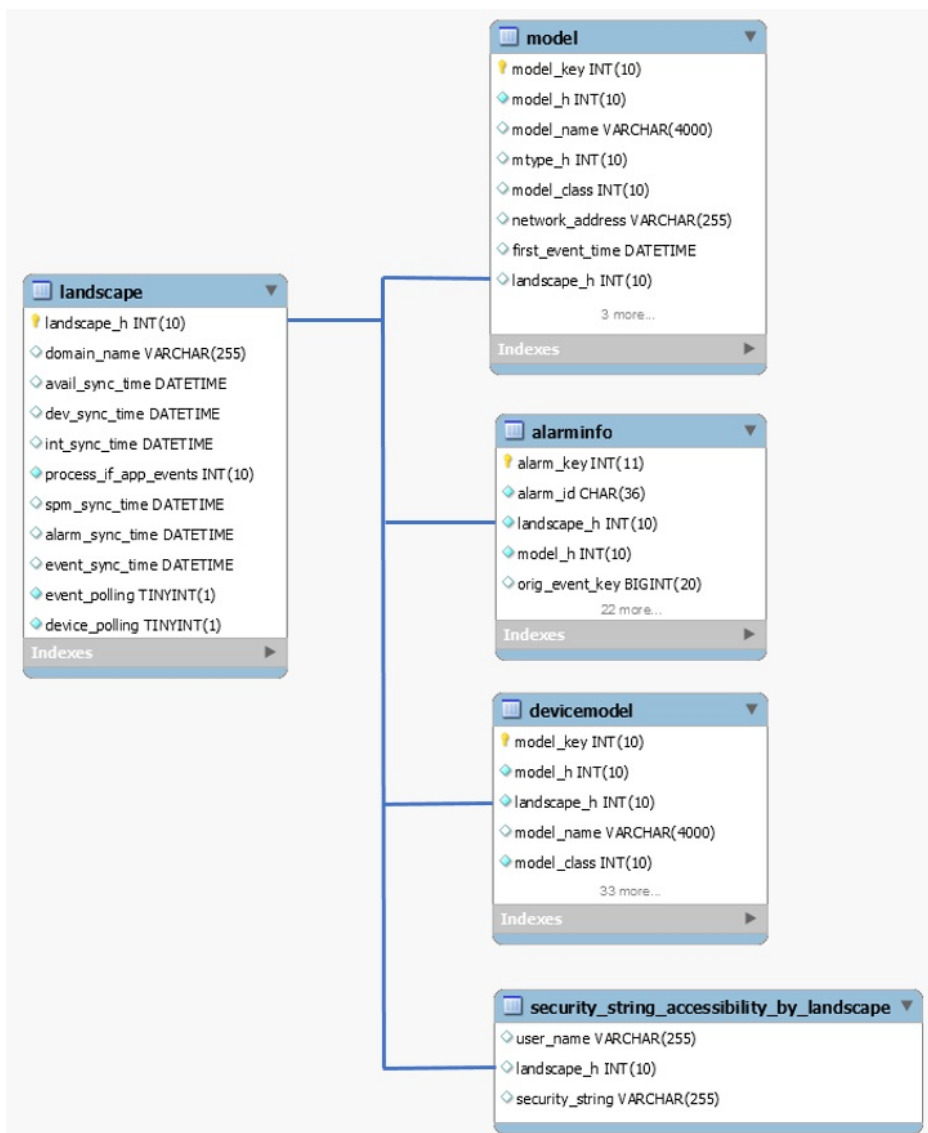 model
model_key INT(10)
model_h INT(10)
model_name VARCHAR(4000)
mtype_h INT(10)
model_class INT(10)
network_address VARCHAR(255)
first_event_time DATETIME
landscape_h INT(10)
3 more...
Indexes
landscape
landscape_h INT(10)
domain_name VARCHAR(255)
avail_sync_time DATETIME
dev_sync_time DATETIME
int_sync_time DATETIME
process_if_app_events INT(10)
spm_sync_time DATETIME
alarm_sync_time DATETIME
event_sync_time DATETIME
event_polling TINYINT(1)
device_polling TINYINT(1)
Indexes
alarminfo
alarm_key INT(11)
alarm_id CHAR(36)
landscape_h INT(10)
model_h INT(10)
orig_event_key BIGINT(20)
22 more...
Indexes
devicemodel
model_key INT(10)
model_h INT(10)
landscape_h INT(10)
model_name VARCHAR(4000)
model_class INT(10)
33 more...
Indexes
security_string_accessibility_by_landscape
user_name VARCHAR(255)
landscape_h INT(10)
security_string VARCHAR(255)